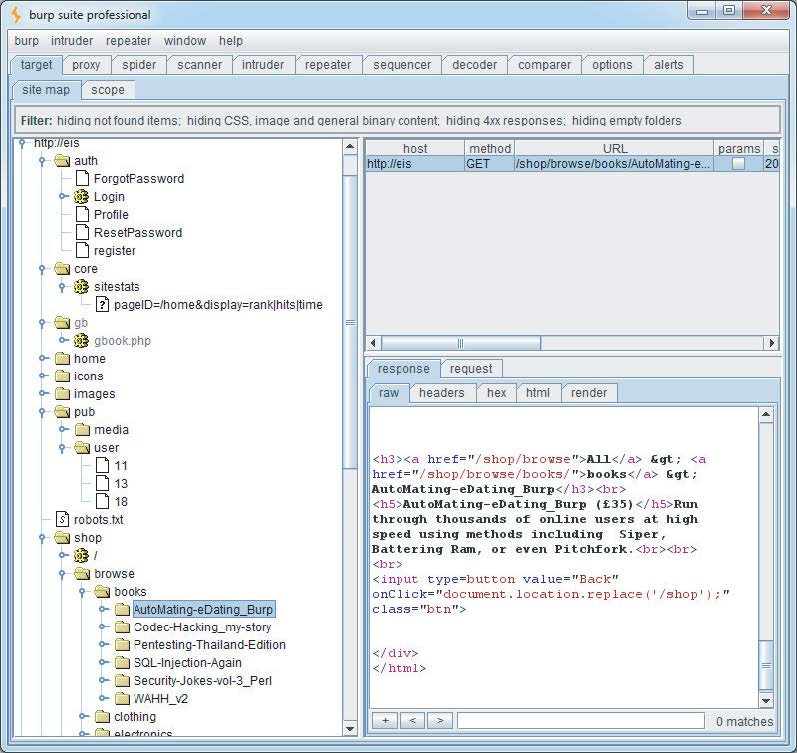 burp suite professional
burp intruder repeater window help
target proxy spider scanner intruder repeater sequencer decoder comparer options alerts
site map scope
Filter: hiding not found items; hiding CSS, image and general binary content; hiding 4xx responses; hiding empty folders
http://eis
auth
ForgotPassword
Login
Profile
ResetPassword
register
core
sitestats
pageID=/home&display=rank|hits|time
gb
gbook.php
home
icons
images
pub
media
user
11
13
18
robots.txt
shop
/
browse
books
AutoMating-eDating_Burp
Codec-Hacking_my-story
Pentesting-Thailand-Edition
SQL-Injection-Again
Security-Jokes-vol-3_Perl
WAHH_v2
clothing
electronics
host method URL params s
http://eis GET /shop/browse/books/AutoMating-e... 20
response request
raw headers hex html render
<h3><a href="/shop/browse">All</a> &gt; <a
href="/shop/browse/books/">books</a> &gt;
AutoMating-eDating_Burp</h3><br>
<h5>AutoMating-eDating_Burp (£35)</h5>Run
through thousands of online users at high
speed using methods including  Siper,
Battering Ram, or even Pitchfork.<br><br>
<br>
<input type=button value="Back"
onClick="document.location.replace('/shop');"
class="btn">
</div>
</html>
+ < > 0 matches